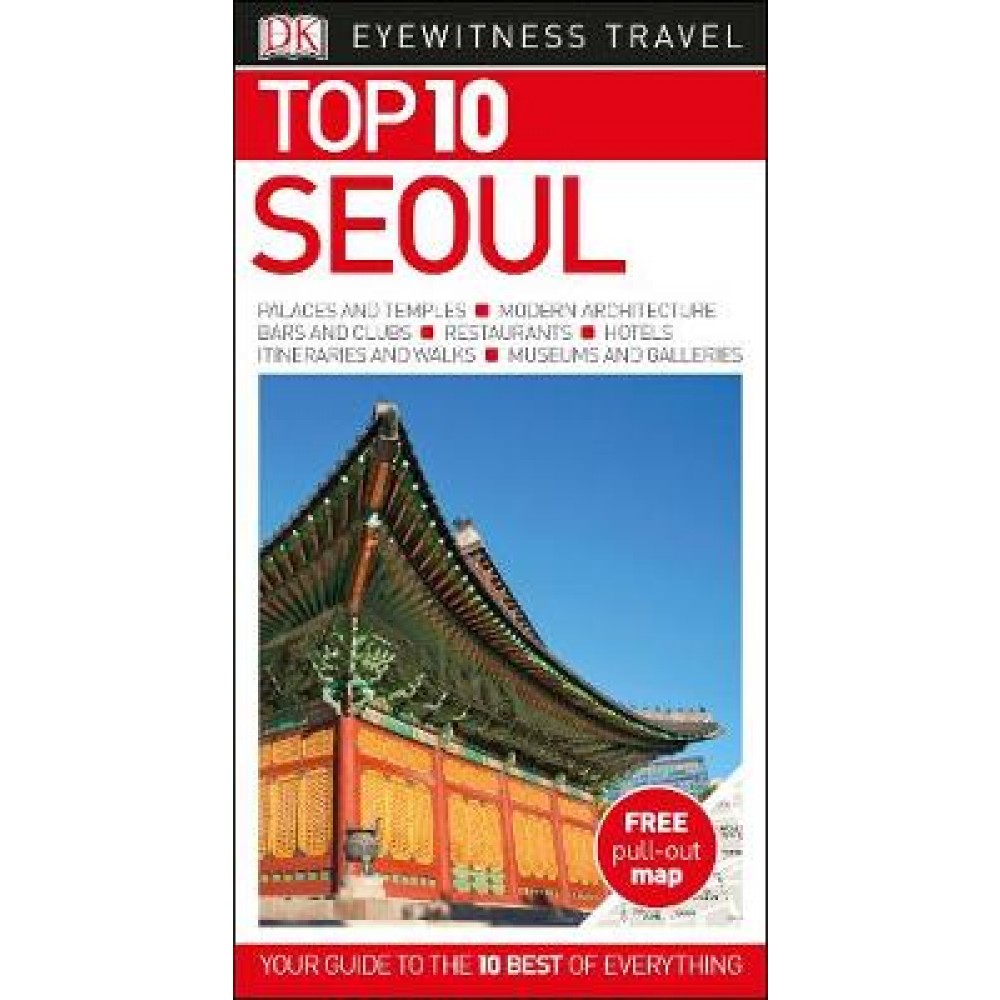 DK EYEWITNESS TRAVEL
TOP 10
SEOUL
PALACES AND TEMPLES ■ MODERN ARCHITECTURE
BARS AND CLUBS ■ RESTAURANTS ■ HOTELS
ITINERARIES AND WALKS ■ MUSEUMS AND GALLERIES
FREE
pull-out
map
YOUR GUIDE TO THE 10 BEST OF EVERYTHING